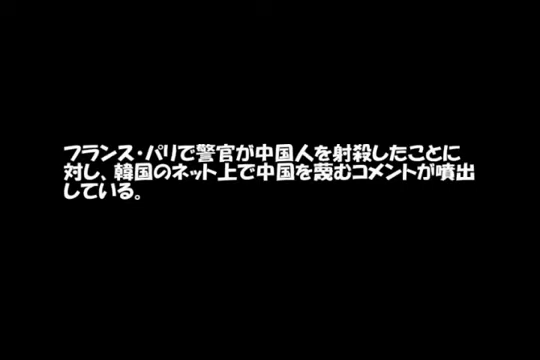 フランス・パリで警官が中国人を射殺したことに
対し、韓国のネット上で中国を蔑むコメントが噴出
している。